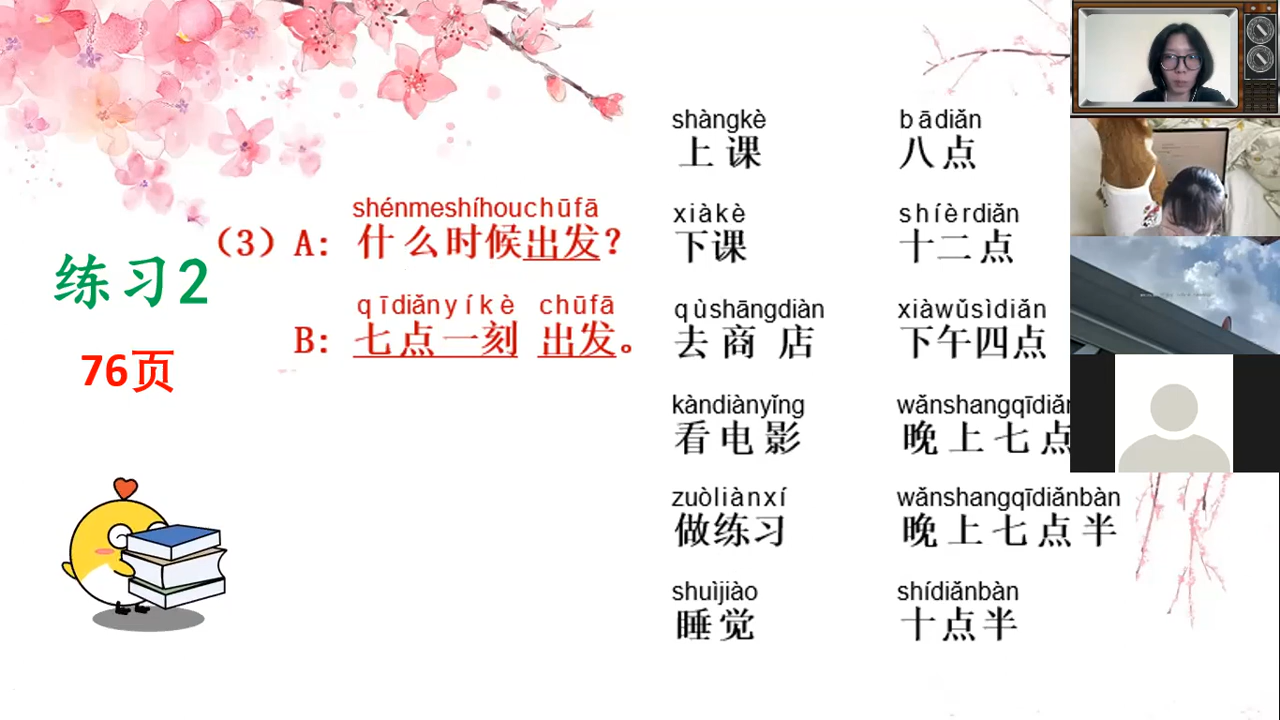 练习2
76页
shénmeshíhouchūfā
（3）A: 什么时候出发？
qīdiǎnyíkè chūfā
B: 七点一刻 出发。
shàngkè bādiǎn
上课 八点
xiàkè shíèrdiǎn
下课 十二点
qùshāngdiàn xiàwǔsìdiǎn
去商店 下午四点
kàndiànyǐng wǎnshangqīdiǎn
看电影 晚上七点
zuòliànxí wǎnshangqīdiǎnbàn
做练习 晚上七点半
shuìjiào shídiǎnbàn
睡觉 十点半